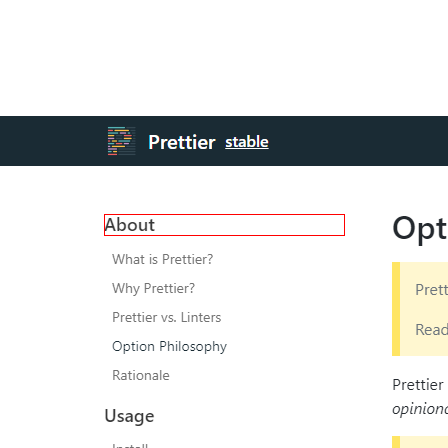 Prettier stable
About
What is Prettier?
Why Prettier?
Prettier vs. Linters
Option Philosophy
Rationale
Usage
Install
Opt
Prett
Read
Prettier
opinion